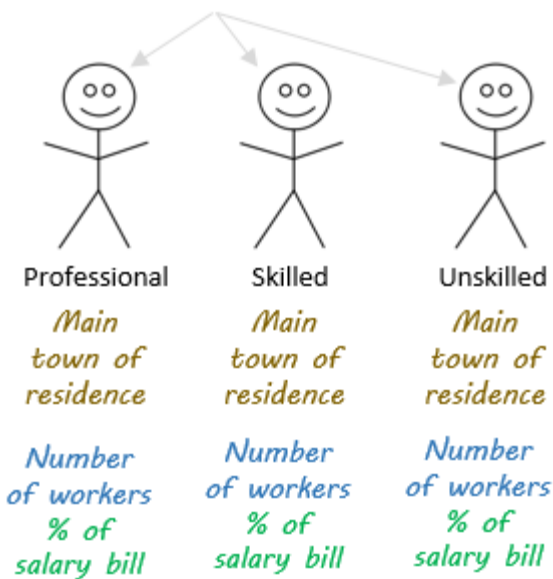 Professional Skilled Unskilled
Main Main Main
town of town of town of
residence residence residence
Number Number Number
of workers of workers of workers
% of % of % of
salary bill salary bill salary bill